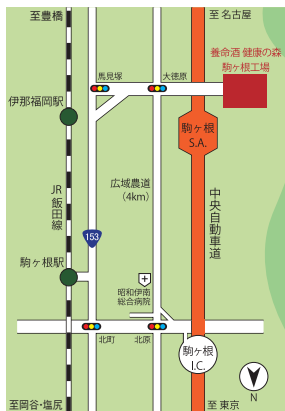 至豊橋
至 名古屋
馬見塚
大徳原
養命酒 健康の森
駒ヶ根工場
伊那福岡駅
駒ヶ根
S.A.
広域農道
(4km)
JR
飯田線
中央自動車道
153
駒ヶ根駅
昭和伊南
総合病院
北町
北原
駒ヶ根
I.C.
N
至岡谷・塩尻
至 東京